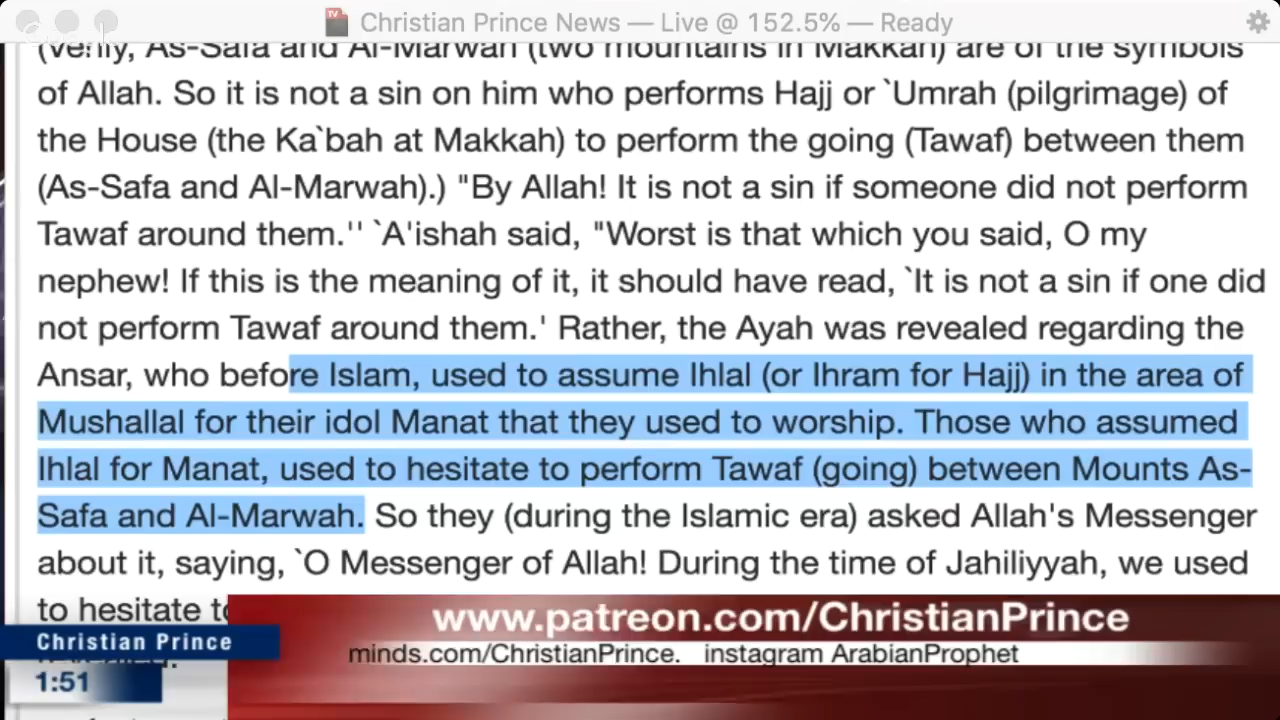 Christian Prince News — Live @ 152.5% — Ready
(Verily, As-Safa and Al-Marwah (two mountains in Makkah) are of the symbols
of Allah. So it is not a sin on him who performs Hajj or `Umrah (pilgrimage) of
the House (the Ka`bah at Makkah) to perform the going (Tawaf) between them
(As-Safa and Al-Marwah).) "By Allah! It is not a sin if someone did not perform
Tawaf around them.'' `A'ishah said, "Worst is that which you said, O my
nephew! If this is the meaning of it, it should have read, `It is not a sin if one did
not perform Tawaf around them.' Rather, the Ayah was revealed regarding the
Ansar, who before Islam, used to assume Ihlal (or Ihram for Hajj) in the area of
Mushallal for their idol Manat that they used to worship. Those who assumed
Ihlal for Manat, used to hesitate to perform Tawaf (going) between Mounts As-
Safa and Al-Marwah. So they (during the Islamic era) asked Allah's Messenger
about it, saying, `O Messenger of Allah! During the time of Jahiliyyah, we used
to hesitate
www.patreon.com/ChristianPrince
Christian Prince
minds.com/ChristianPrince. instagram ArabianProphet
1:51